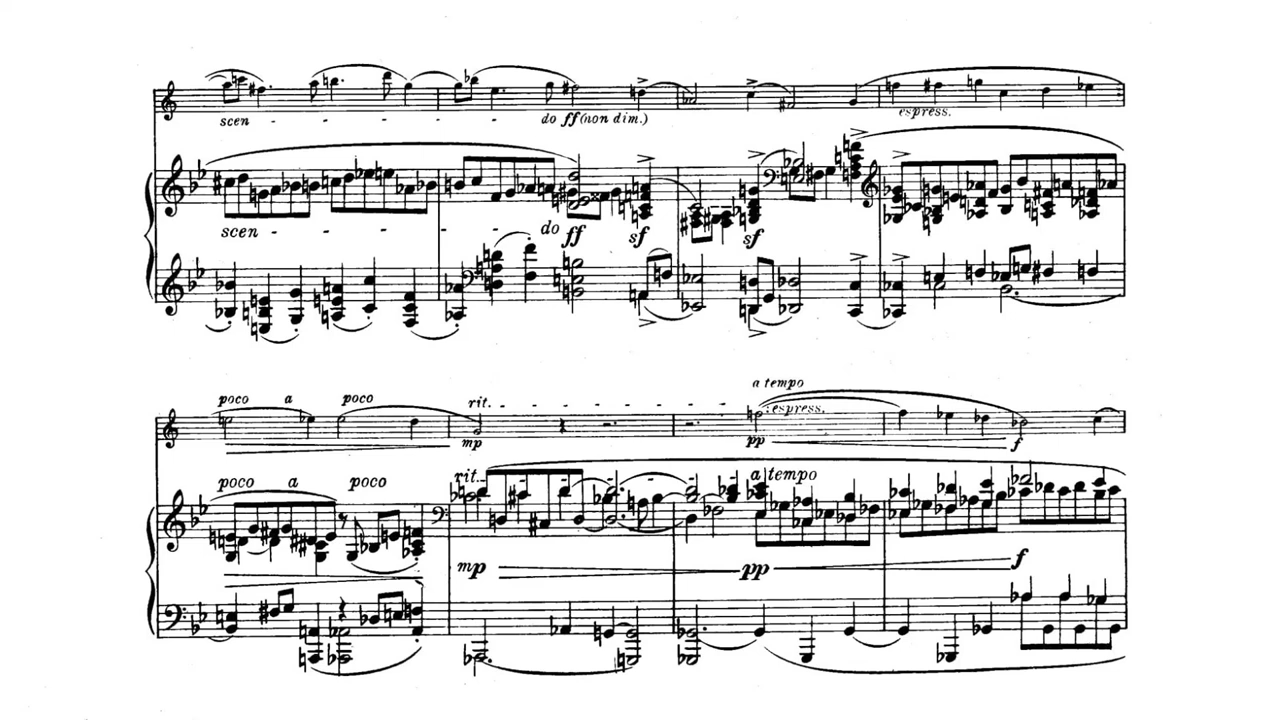 scen - - - - - - do ff (non dim.) espress.
scen - - - - - - do ff sf sf
poco a poco rit. - - - - - - - a tempo
: espress.
mp pp f
poco a poco rit. - - - - - a tempo
mp pp f